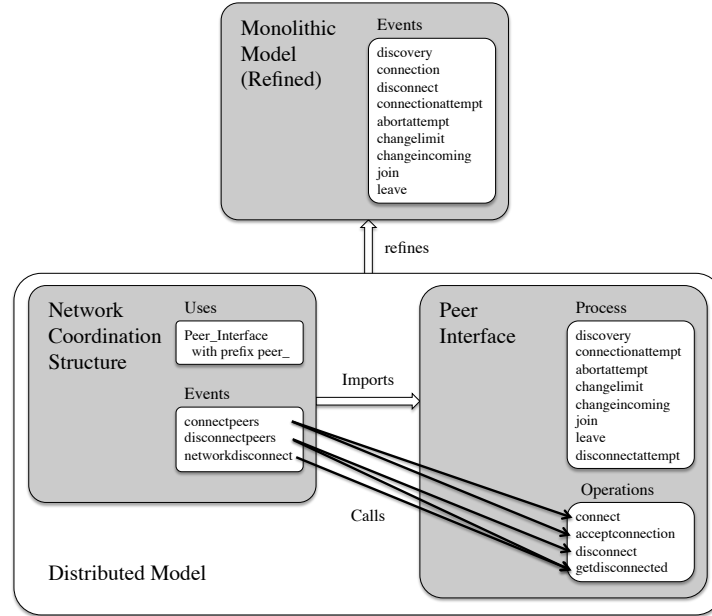 Monolithic
Model
(Refined)
Events
discovery
connection
disconnect
connectionattempt
abortattempt
changelimit
changeincoming
join
leave
refines
Network
Coordination
Structure
Uses
Peer_Interface
with prefix peer_
Events
connectpeers
disconnectpeers
networkdisconnect
Imports
Calls
Peer
Interface
Process
discovery
connectionattempt
abortattempt
changelimit
changeincoming
join
leave
disconnectattempt
Operations
connect
acceptconnection
disconnect
getdisconnected
Distributed Model